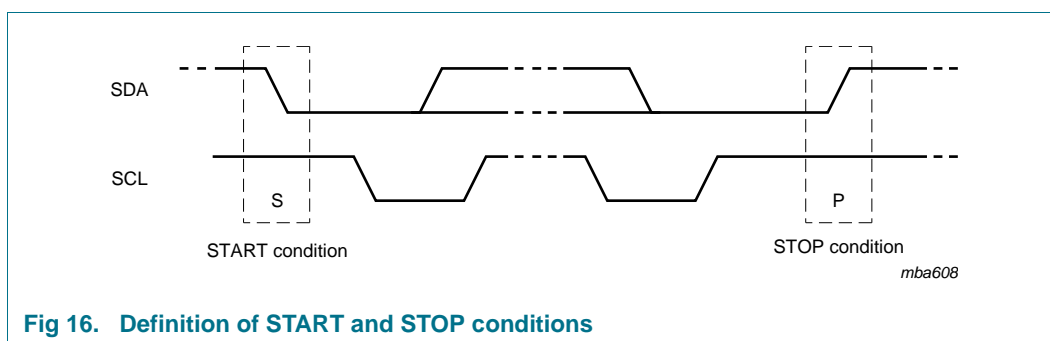 SDA
SCL
S
P
START condition
STOP condition
mba608
Fig 16. Definition of START and STOP conditions